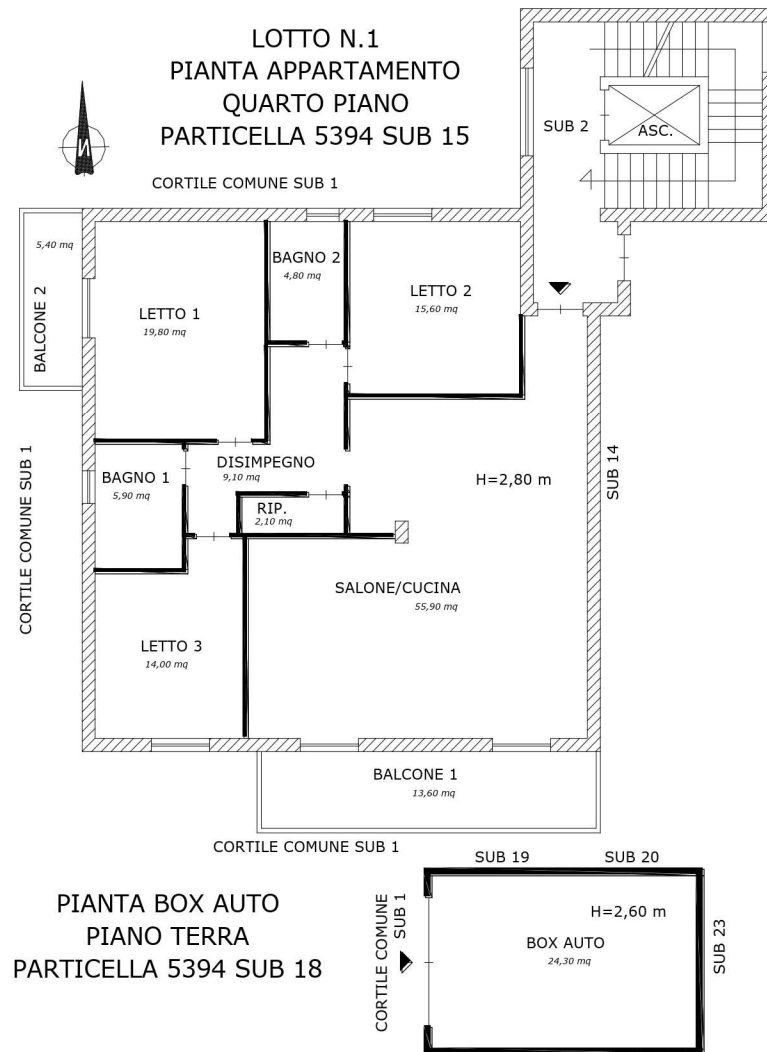 LOTTO N.1
PIANTA APPARTAMENTO
QUARTO PIANO
PARTICELLA 5394 SUB 15
N
CORTILE COMUNE SUB 1
SUB 2
ASC.
5,40 mq
BALCONE 2
LETTO 1
19,80 mq
BAGNO 2
4,80 mq
LETTO 2
15,60 mq
CORTILE COMUNE SUB 1
BAGNO 1
5,90 mq
DISIMPEGNO
9,10 mq
RIP.
2,10 mq
H=2,80 m
SUB 14
SALONE/CUCINA
55,90 mq
LETTO 3
14,00 mq
BALCONE 1
13,60 mq
CORTILE COMUNE SUB 1
PIANTA BOX AUTO
PIANO TERRA
PARTICELLA 5394 SUB 18
SUB 19
SUB 20
CORTILE COMUNE
SUB 1
H=2,60 m
BOX AUTO
24,30 mq
SUB 23